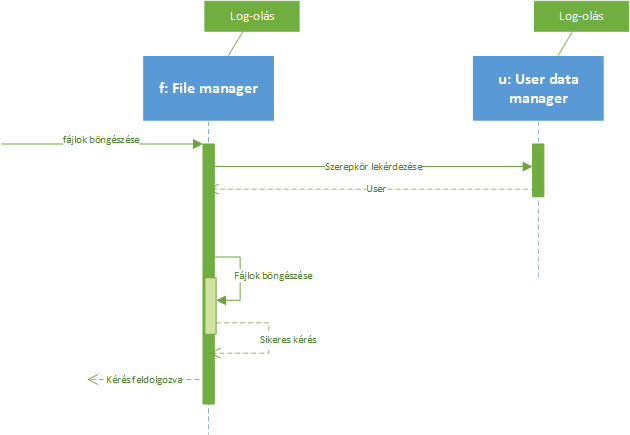 Log-olás
Log-olás
f: File manager
u: User data
manager
fájlok böngészése
Szerepkör lekérdezése
User
Fájlok böngészése
Sikeres kérés
Kérés feldolgozva